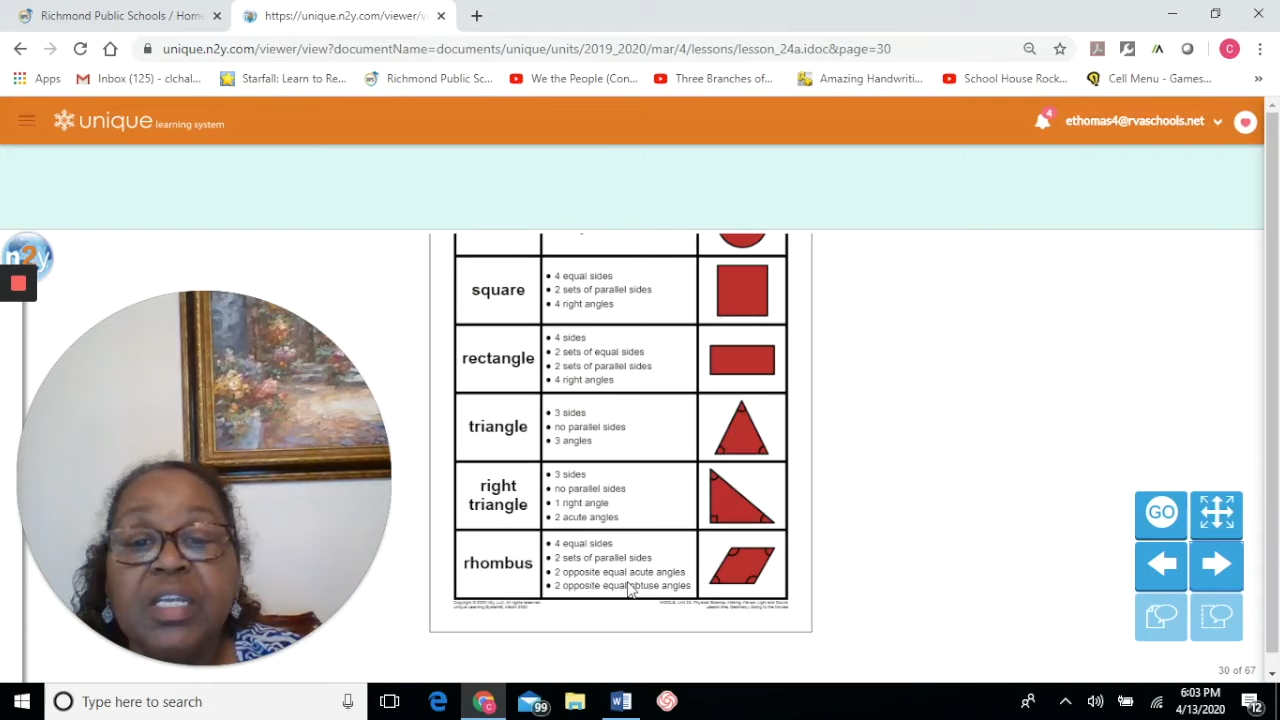 Richmond Public Schools / Home
https://unique.n2y.com/viewer/v
unique.n2y.com/viewer/view?documentName=documents/unique/units/2019_2020/mar/4/lessons/lesson_24a.idoc&page=30
C
Apps
Inbox (125) - clchal...
Starfall: Learn to Re...
Richmond Public Sc...
We the People (Con...
Three Branches of...
Amazing Handwriti...
School House Rock...
Cell Menu - Games...
»
unique learning system
4
ethomas4@rvaschools.net
n2y
square
• 4 equal sides
• 2 sets of parallel sides
• 4 right angles
rectangle
• 4 sides
• 2 sets of equal sides
• 2 sets of parallel sides
• 4 right angles
triangle
• 3 sides
• no parallel sides
• 3 angles
right
triangle
• 3 sides
• no parallel sides
• 1 right angle
• 2 acute angles
rhombus
• 4 equal sides
• 2 sets of parallel sides
• 2 opposite equal acute angles
• 2 opposite equal obtuse angles
GO
30 of 67
Type here to search
99
6:03 PM
4/13/2020
12